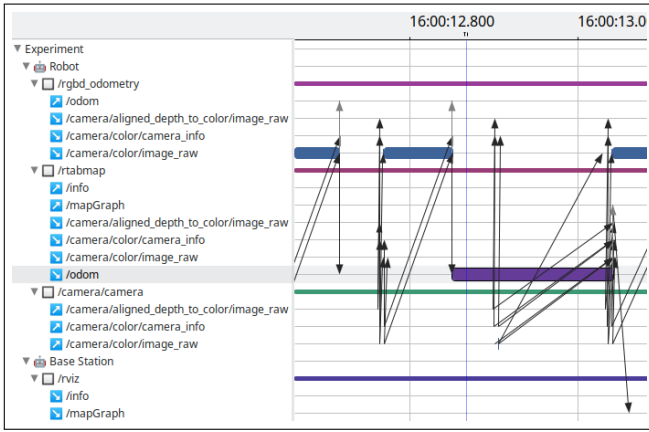 16:00:12.800
16:00:13.0
Experiment
Robot
/rgbd_odometry
/odom
/camera/aligned_depth_to_color/image_raw
/camera/color/camera_info
/camera/color/image_raw
/rtabmap
/info
/mapGraph
/camera/aligned_depth_to_color/image_raw
/camera/color/camera_info
/camera/color/image_raw
/odom
/camera/camera
/camera/aligned_depth_to_color/image_raw
/camera/color/camera_info
/camera/color/image_raw
Base Station
/rviz
/info
/mapGraph